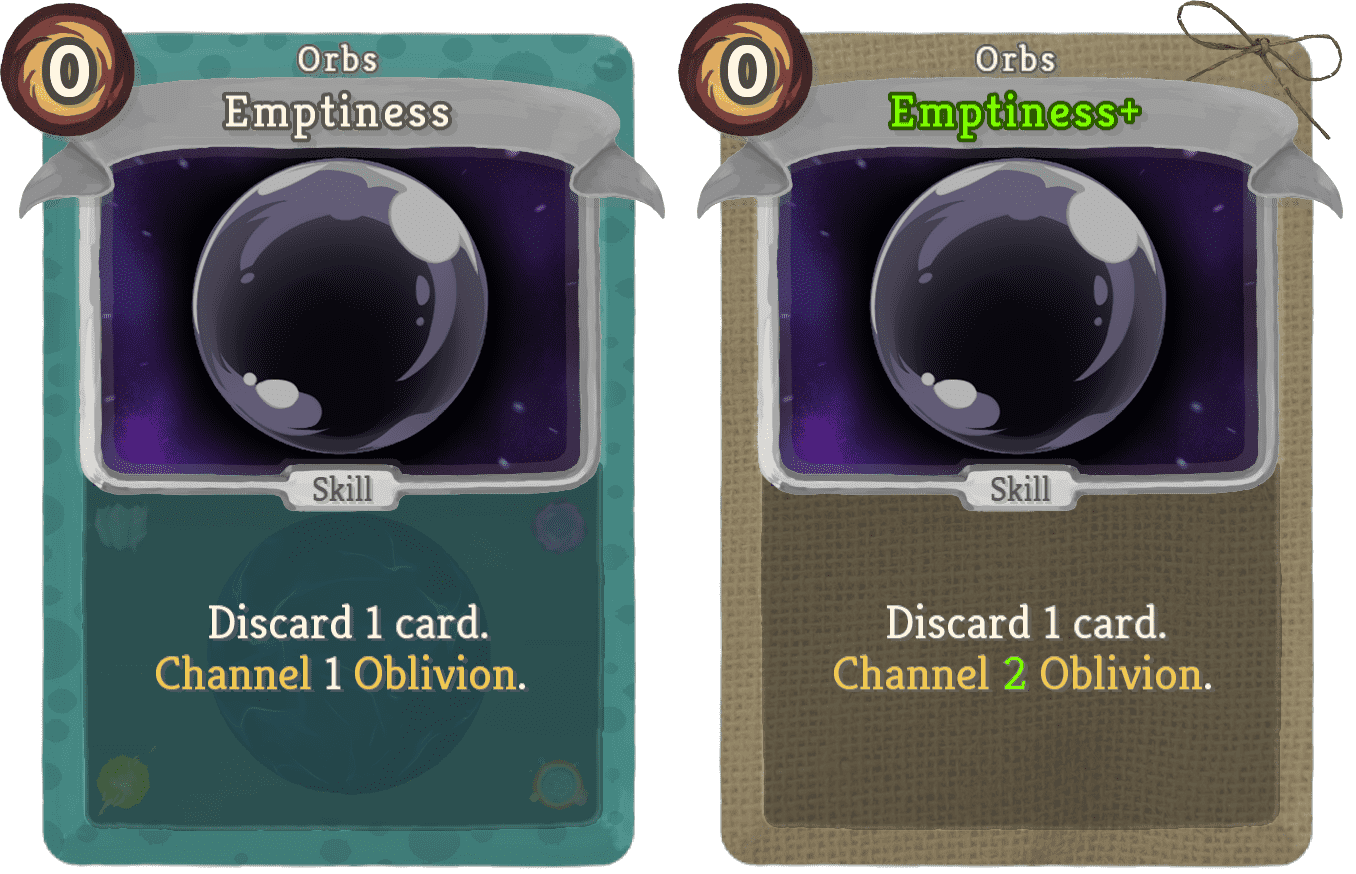 0
Orbs
Emptiness
Skill
Discard 1 card.
Channel 1 Oblivion.
0
Orbs
Emptiness+
Skill
Discard 1 card.
Channel 2 Oblivion.